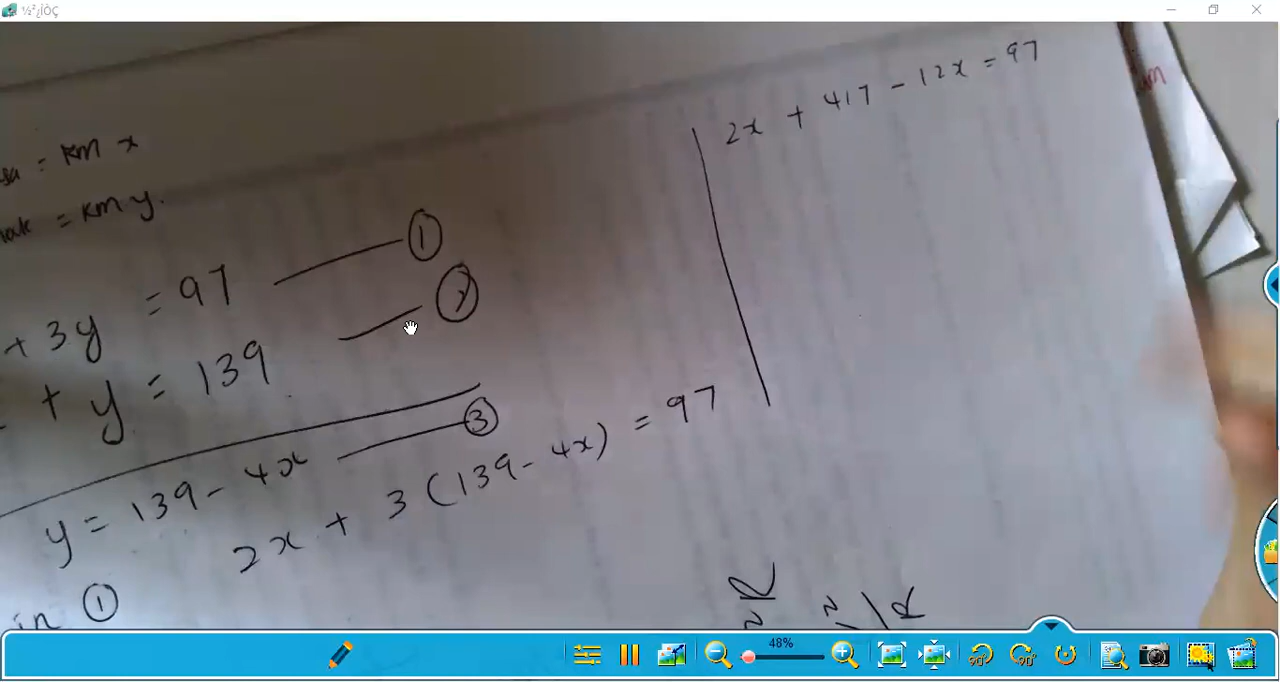 = km x
= km y.
+ 3y = 97 ①
+ y = 139
y = 139 - 4x ③
2x + 3 (139 - 4x) = 97
in ①
2x + 417 - 12x = 97
48%